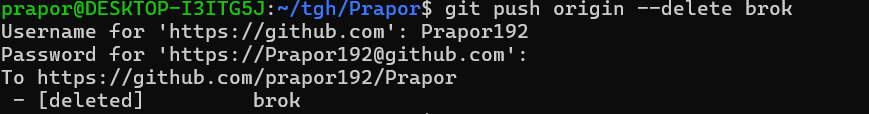 prapor@DESKTOP-I3ITG5J:~/tgh/Prapor$ git push origin --delete brok
Username for 'https://github.com': Prapor192
Password for 'https://Prapor192@github.com':
To https://github.com/prapor192/Prapor
 - [deleted]         brok